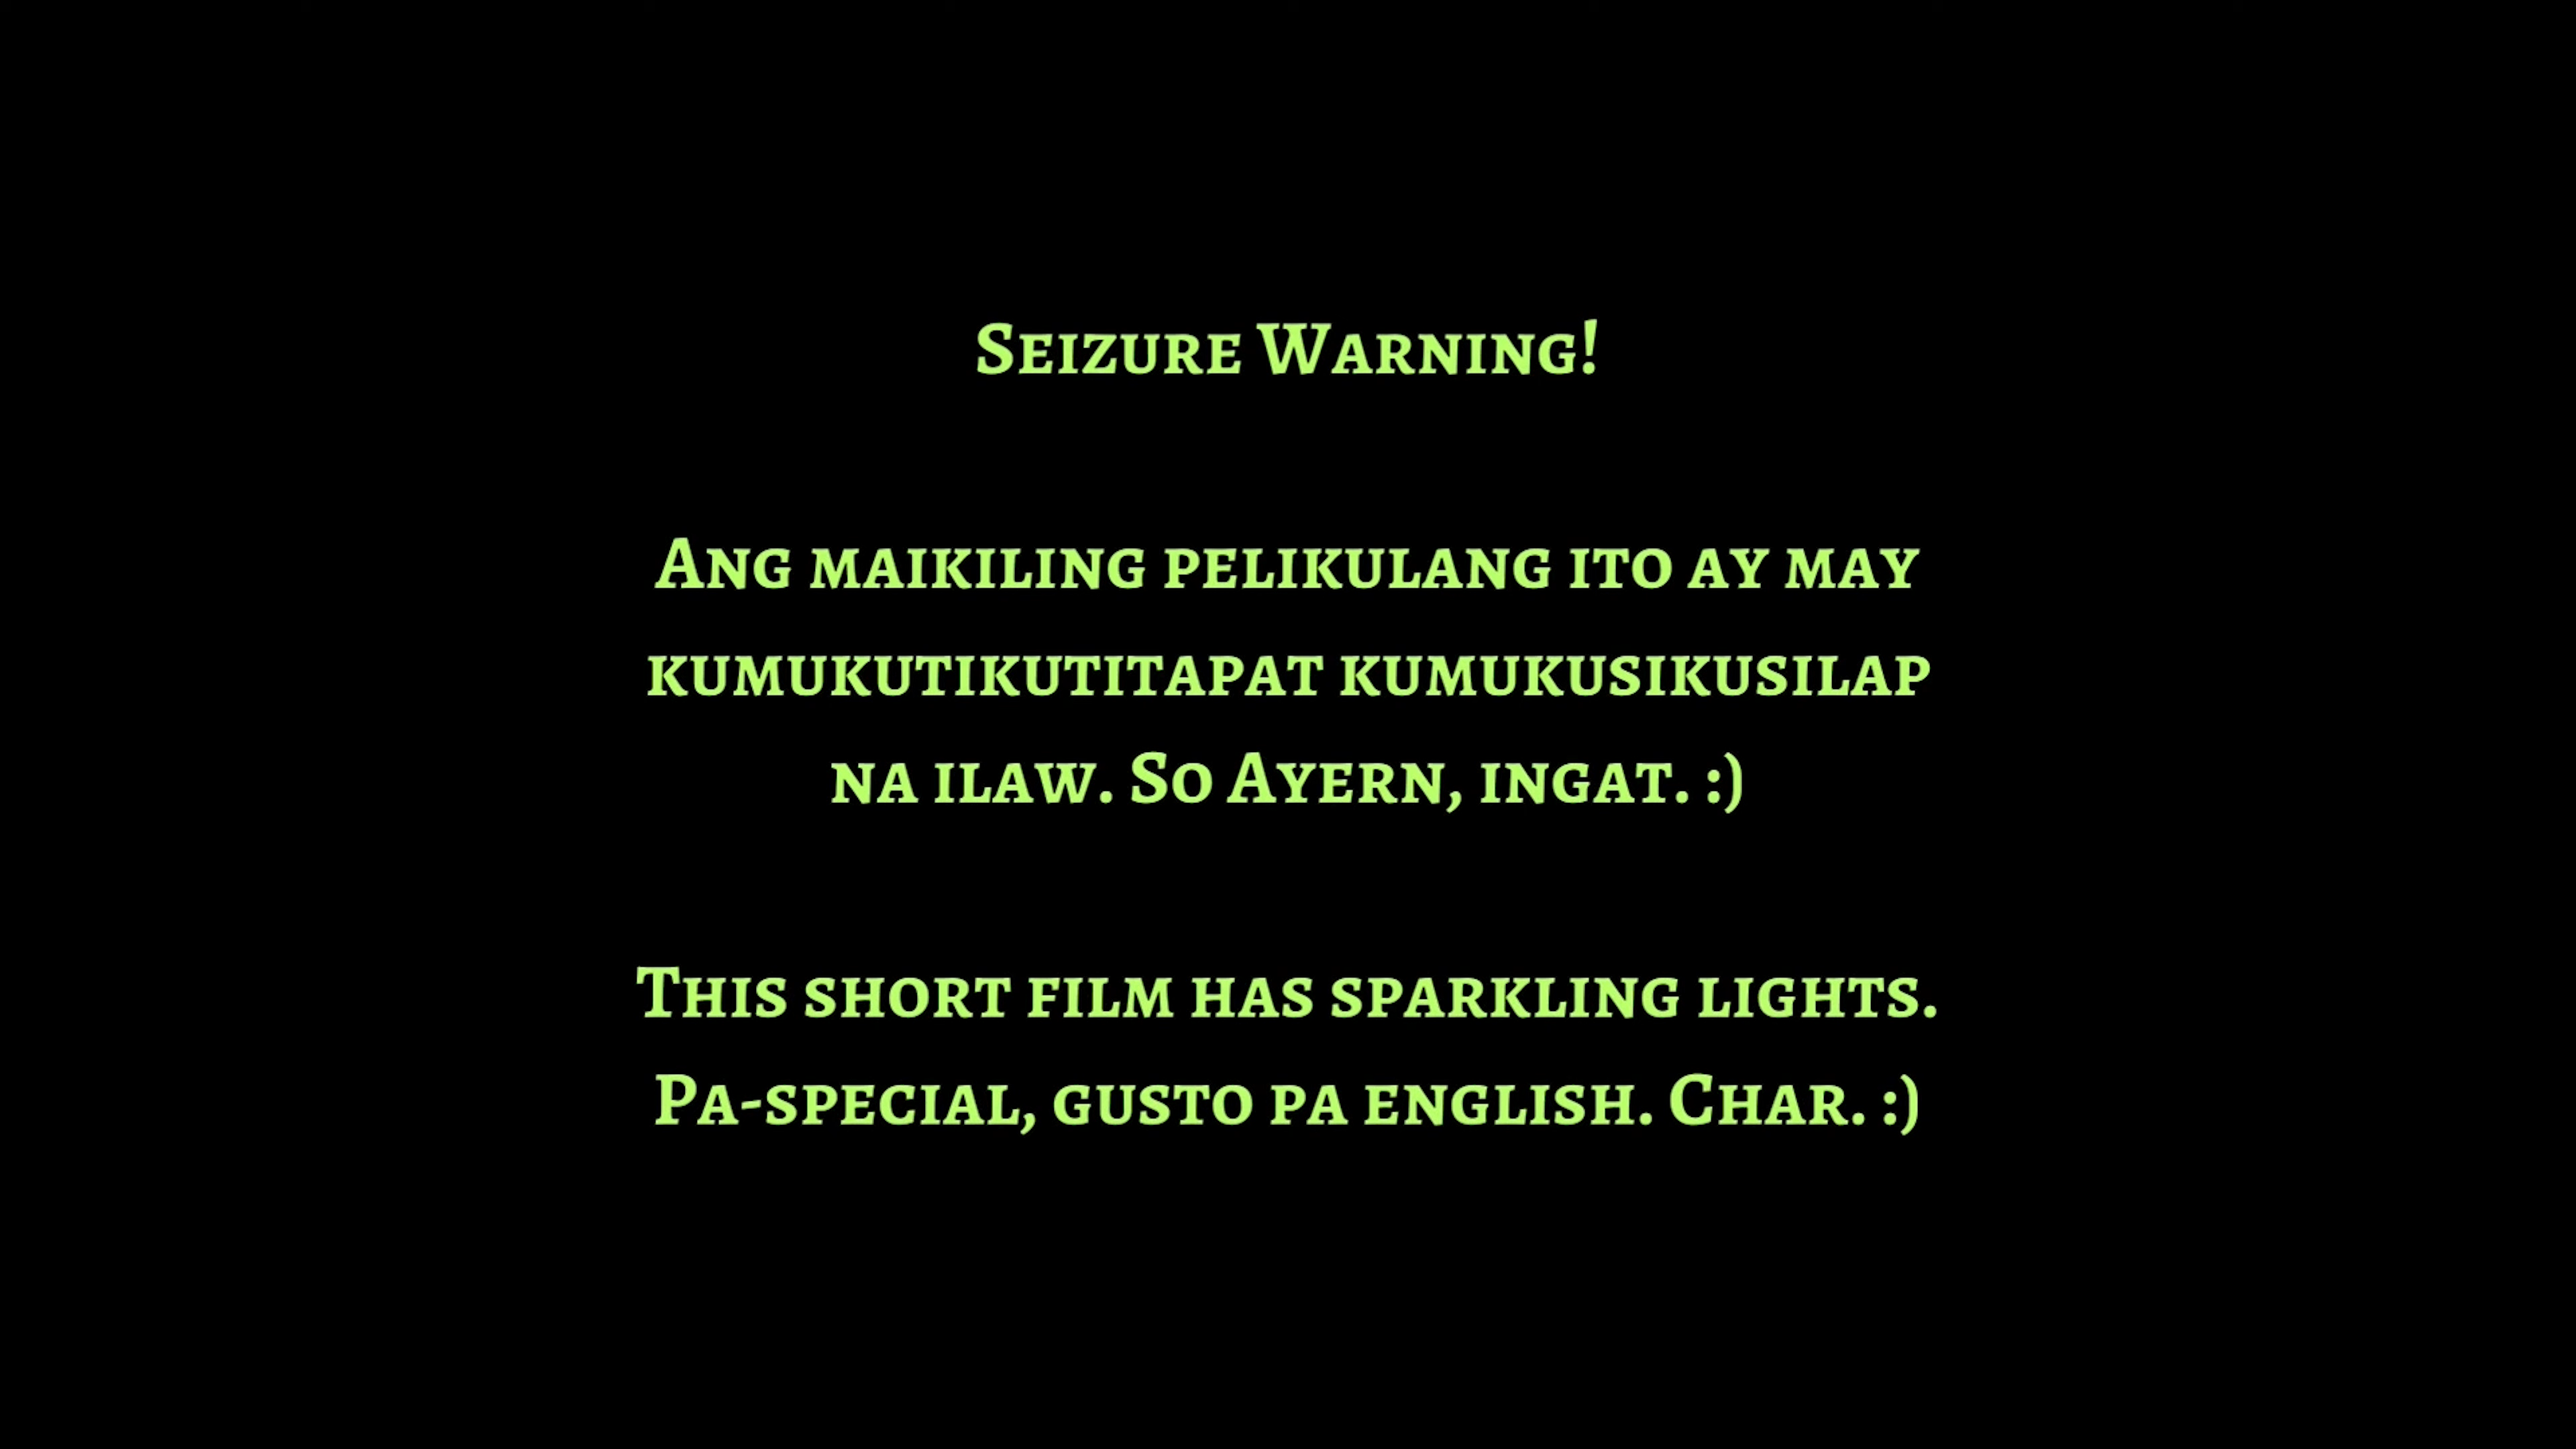 Seizure Warning!
Ang maikiling pelikulang ito ay may
kumukutikutitapat kumukusikusilap
na ilaw. So Ayern, ingat. :)
This short film has sparkling lights.
Pa-special, gusto pa english. Char. :)